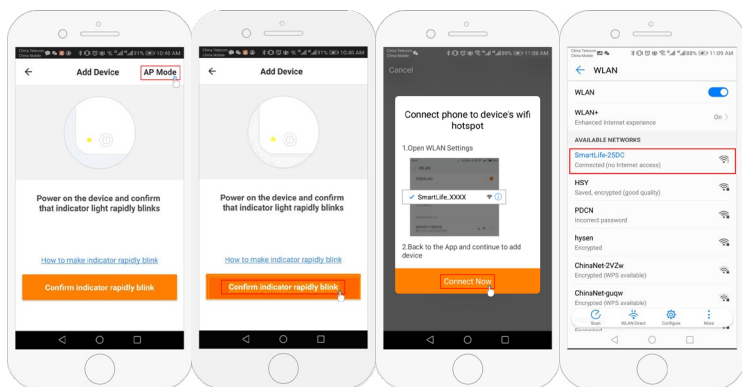 China Telecom
China Mobile
91% 10:40 AM
Add Device
AP Mode
Power on the device and confirm
that indicator light rapidly blinks
How to make indicator rapidly blink
Confirm indicator rapidly blink
China Telecom
China Mobile
91% 10:40 AM
Add Device
Power on the device and confirm
that indicator light rapidly blinks
How to make indicator rapidly blink
Confirm indicator rapidly blink
China Telecom
China Mobile
89% 11:08 AM
Cancel
Connect phone to device's wifi
hotspot
1.Open WLAN Settings
WLAN
SmartLife_XXXX
2.Back to the App and continue to add
device
Connect Now
China Telecom
China Mobile
88% 11:09 AM
WLAN
WLAN
WLAN+
Enhanced Internet experience
On
AVAILABLE NETWORKS
SmartLife-25DC
Connected (no Internet access)
HSY
Saved, encrypted (good quality)
PDCN
Incorrect password
hysen
Encrypted
ChinaNet-2VZw
Encrypted (WPS available)
ChinaNet-guqw
Encrypted (WPS available)
Scan
WLAN Direct
Configure
More